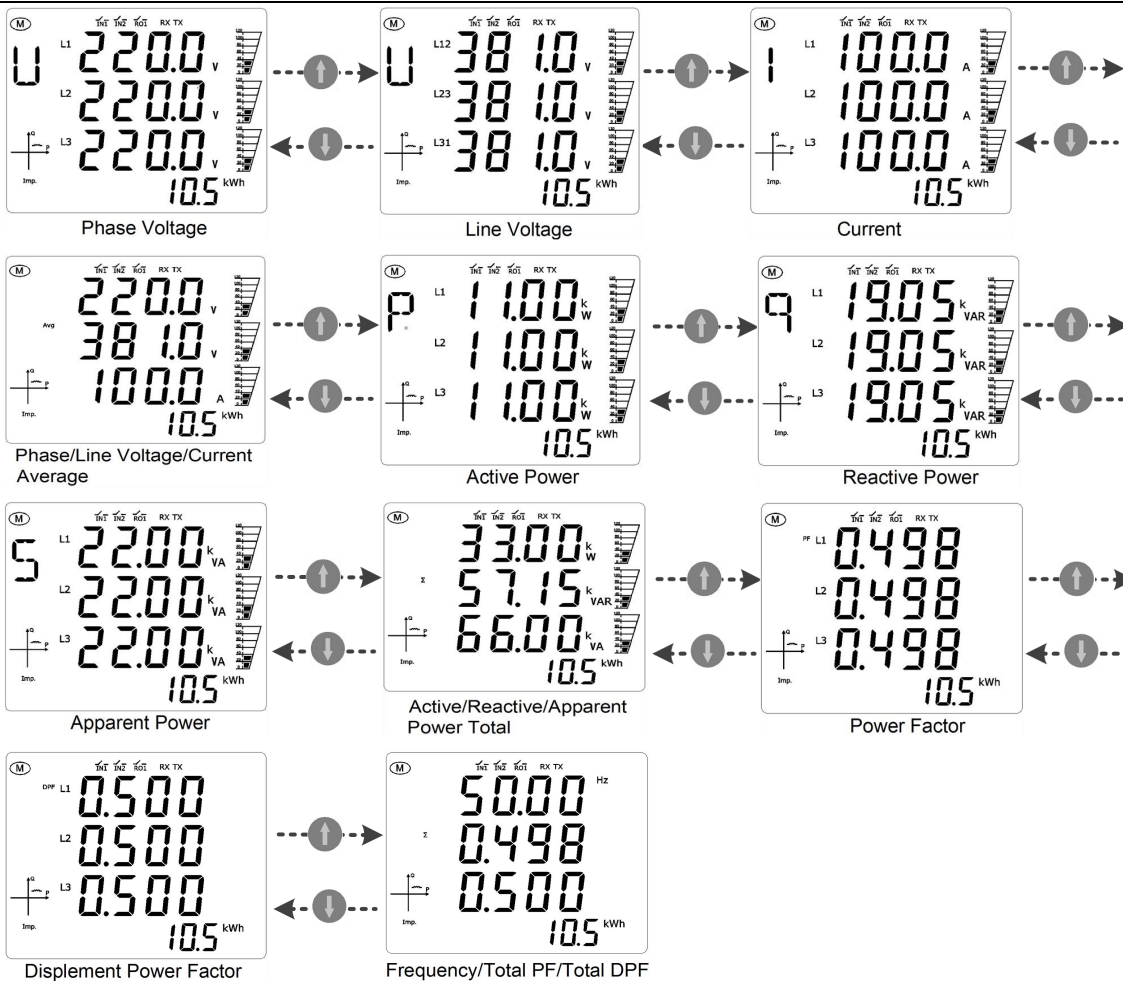 M
IN1 IN2 RO1 RX TX
U
L1 220.0 V
L2 220.0 V
L3 220.0 V
Q
P
Imp.
10.5 kWh
Phase Voltage
M
IN1 IN2 RO1 RX TX
U
L12 381.0 V
L23 381.0 V
L31 381.0 V
Q
P
Imp.
10.5 kWh
Line Voltage
M
IN1 IN2 RO1 RX TX
I
L1 100.0 A
L2 100.0 A
L3 100.0 A
Q
P
Imp.
10.5 kWh
Current
M
IN1 IN2 RO1 RX TX
220.0 V
Avg 381.0 V
100.0 A
Q
P
Imp.
10.5 kWh
Phase/Line Voltage/Current
Average
M
IN1 IN2 RO1 RX TX
P
L1 11.00 kW
L2 11.00 kW
L3 11.00 kW
Q
P
Imp.
10.5 kWh
Active Power
M
IN1 IN2 RO1 RX TX
q
L1 19.05 kVAR
L2 19.05 kVAR
L3 19.05 kVAR
Q
P
Imp.
10.5 kWh
Reactive Power
M
IN1 IN2 RO1 RX TX
S
L1 22.00 kVA
L2 22.00 kVA
L3 22.00 kVA
Q
P
Imp.
10.5 kWh
Apparent Power
M
IN1 IN2 RO1 RX TX
33.00 kW
Σ 57.15 kVAR
66.00 kVA
Q
P
Imp.
10.5 kWh
Active/Reactive/Apparent
Power Total
M
IN1 IN2 RO1 RX TX
PF L1 0.498
L2 0.498
L3 0.498
Q
P
Imp.
10.5 kWh
Power Factor
M
IN1 IN2 RO1 RX TX
DPF L1 0.500
L2 0.500
L3 0.500
Q
P
Imp.
10.5 kWh
Displement Power Factor
M
IN1 IN2 RO1 RX TX
50.00 Hz
Σ 0.498
0.500
Q
P
Imp.
10.5 kWh
Frequency/Total PF/Total DPF